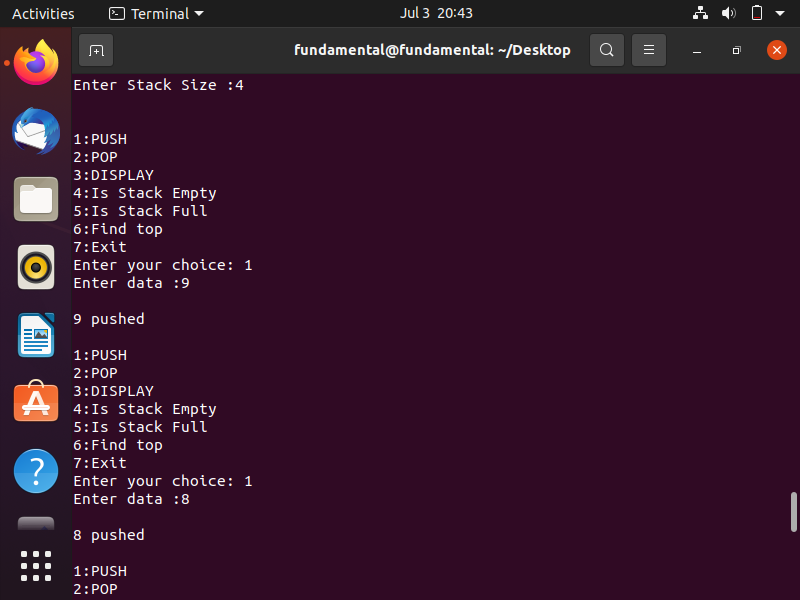 Activities
Terminal
Jul 3 20:43
fundamental@fundamental: ~/Desktop
Enter Stack Size :4
1:PUSH
2:POP
3:DISPLAY
4:Is Stack Empty
5:Is Stack Full
6:Find top
7:Exit
Enter your choice: 1
Enter data :9
9 pushed
1:PUSH
2:POP
3:DISPLAY
4:Is Stack Empty
5:Is Stack Full
6:Find top
7:Exit
Enter your choice: 1
Enter data :8
8 pushed
1:PUSH
2:POP